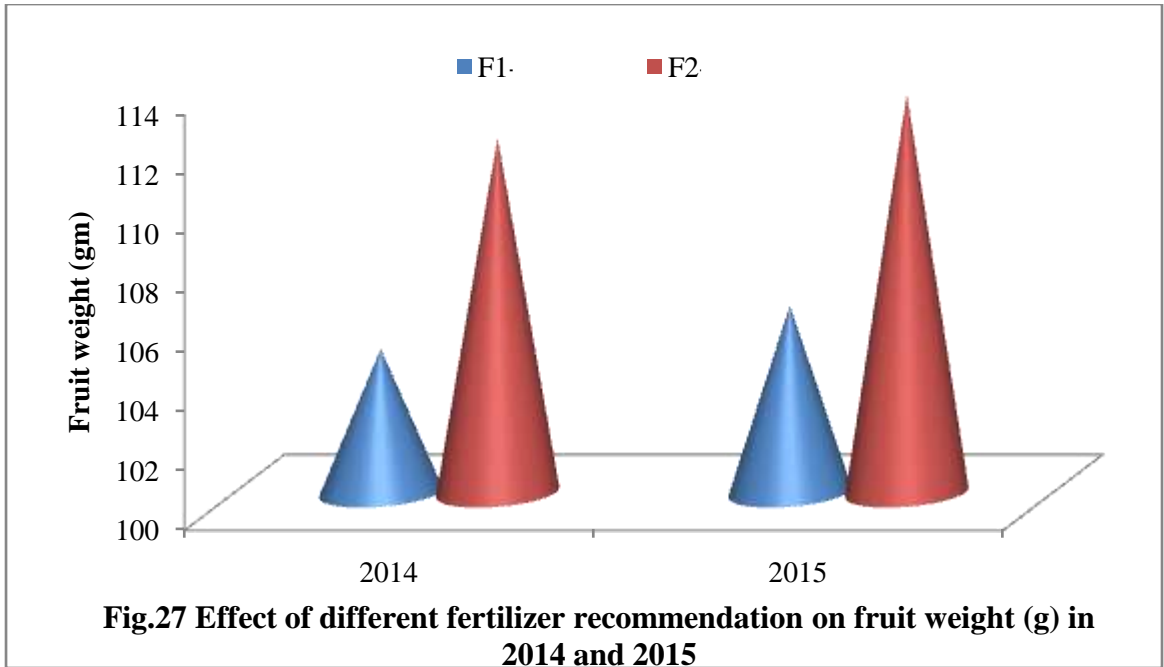 F1 F2
114
112
110
108
106
104
102
100
Fruit weight (gm)
2014 2015
Fig.27 Effect of different fertilizer recommendation on fruit weight (g) in
2014 and 2015